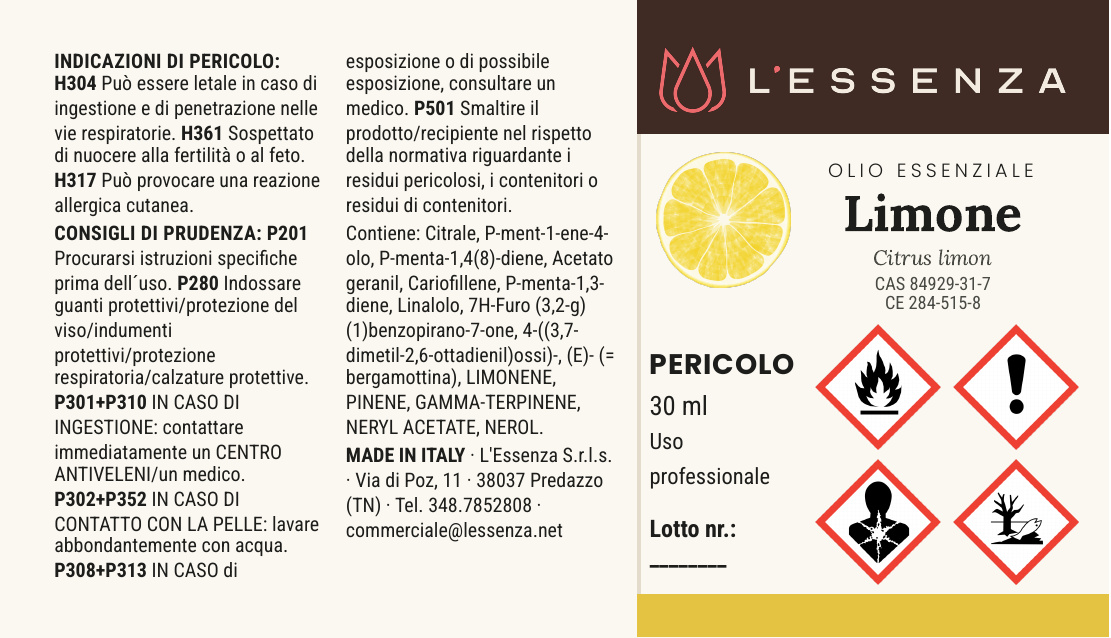 INDICAZIONI DI PERICOLO:
H304 Può essere letale in caso di
ingestione e di penetrazione nelle
vie respiratorie. H361 Sospettato
di nuocere alla fertilità o al feto.
H317 Può provocare una reazione
allergica cutanea.
CONSIGLI DI PRUDENZA: P201
Procurarsi istruzioni specifiche
prima dell´uso. P280 Indossare
guanti protettivi/protezione del
viso/indumenti
protettivi/protezione
respiratoria/calzature protettive.
P301+P310 IN CASO DI
INGESTIONE: contattare
immediatamente un CENTRO
ANTIVELENI/un medico.
P302+P352 IN CASO DI
CONTATTO CON LA PELLE: lavare
abbondantemente con acqua.
P308+P313 IN CASO di
esposizione o di possibile
esposizione, consultare un
medico. P501 Smaltire il
prodotto/recipiente nel rispetto
della normativa riguardante i
residui pericolosi, i contenitori o
residui di contenitori.
Contiene: Citrale, P-ment-1-ene-4-
olo, P-menta-1,4(8)-diene, Acetato
geranil, Cariofillene, P-menta-1,3-
diene, Linalolo, 7H-Furo (3,2-g)
(1)benzopirano-7-one, 4-((3,7-
dimetil-2,6-ottadienil)ossi)-, (E)- (=
bergamottina), LIMONENE,
PINENE, GAMMA-TERPINENE,
NERYL ACETATE, NEROL.
MADE IN ITALY · L'Essenza S.r.l.s.
· Via di Poz, 11 · 38037 Predazzo
(TN) · Tel. 348.7852808 ·
commerciale@lessenza.net
L'ESSENZA
OLIO ESSENZIALE
Limone
Citrus limon
CAS 84929-31-7
CE 284-515-8
PERICOLO
30 ml
Uso
professionale
Lotto nr.:
________